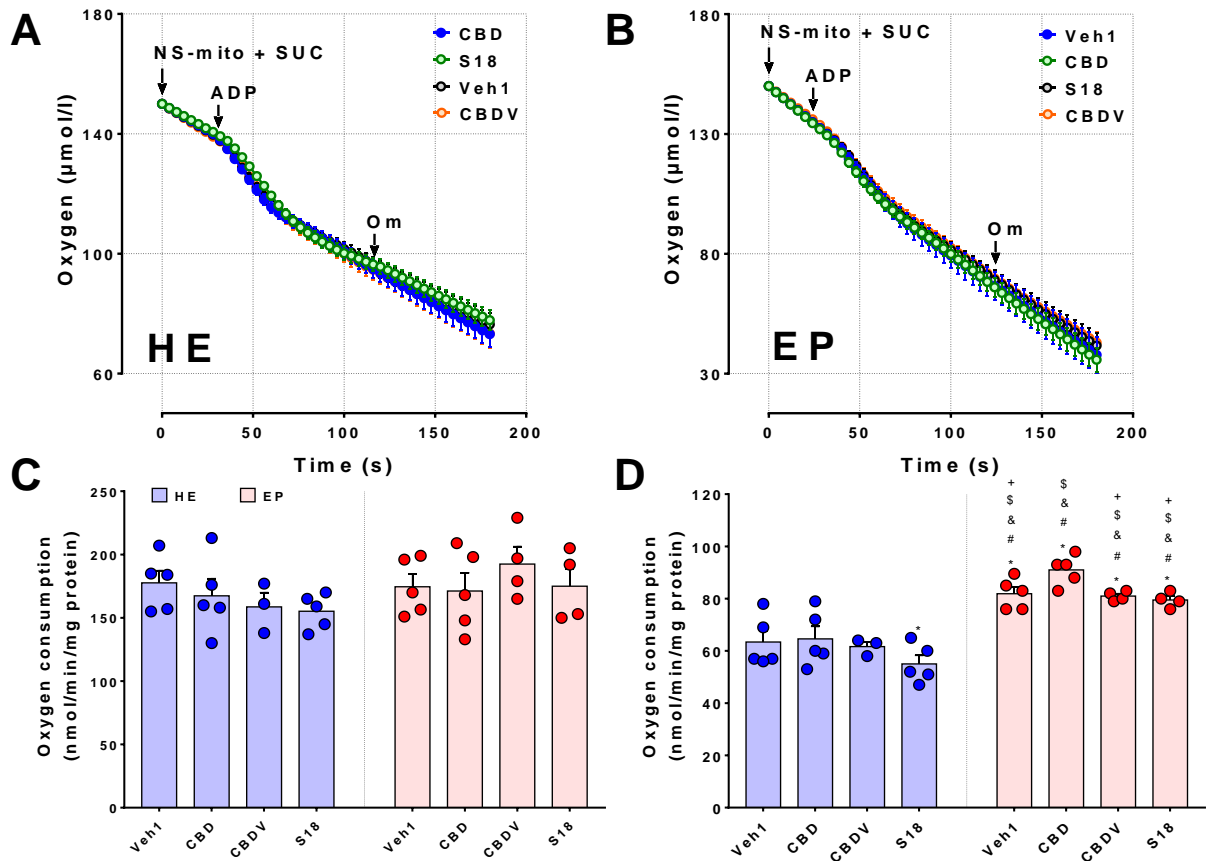 A
180
140
100
60
Oxygen (µmol/l)
NS-mito + SUC
ADP
Om
CBD
S18
Veh1
CBDV
HE
0 50 100 150 200
Time (s)
B
180
130
80
30
Oxygen (µmol/l)
NS-mito + SUC
ADP
Om
Veh1
CBD
S18
CBDV
EP
0 50 100 150 200
Time (s)
C
250
200
150
100
50
0
Oxygen consumption
(nmol/min/mg protein)
HE EP
Veh1 CBD CBDV S18 Veh1 CBD CBDV S18
D
120
100
80
60
40
20
0
Oxygen consumption
(nmol/min/mg protein)
*
+ $ & # *
$ & # *
+ $ & # *
+ $ & # *
Veh1 CBD CBDV S18 Veh1 CBD CBDV S18